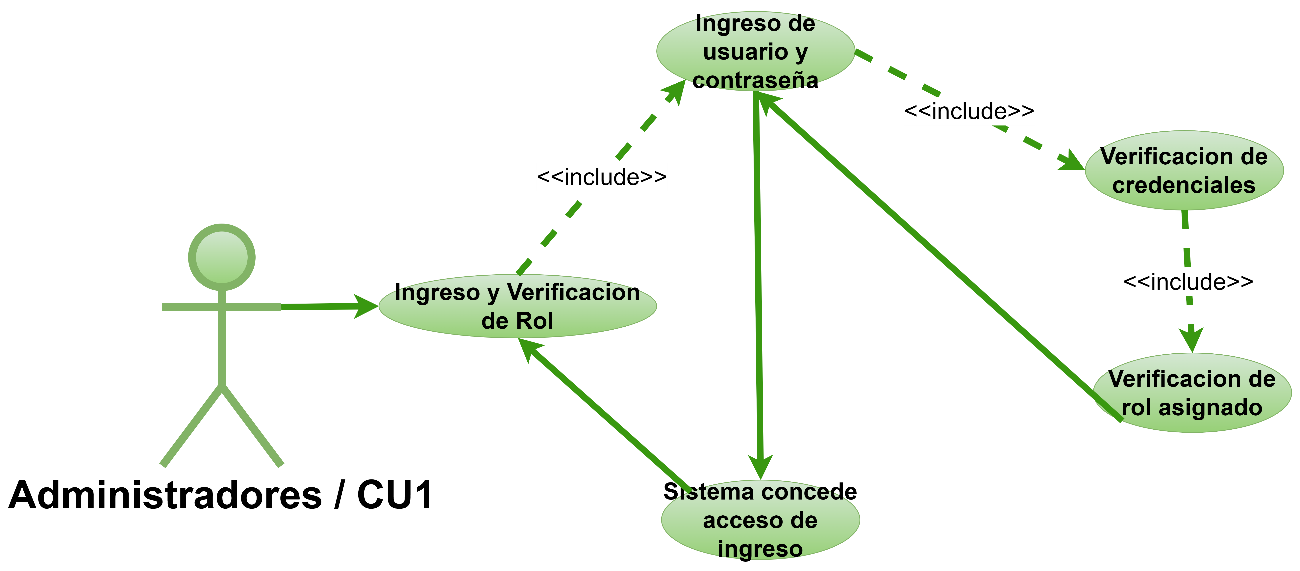 Ingreso de
usuario y
contraseña
<<include>>
Verificacion de
credenciales
<<include>>
<<include>>
Ingreso y Verificacion
de Rol
Verificacion de
rol asignado
Administradores / CU1
Sistema concede
acceso de
ingreso